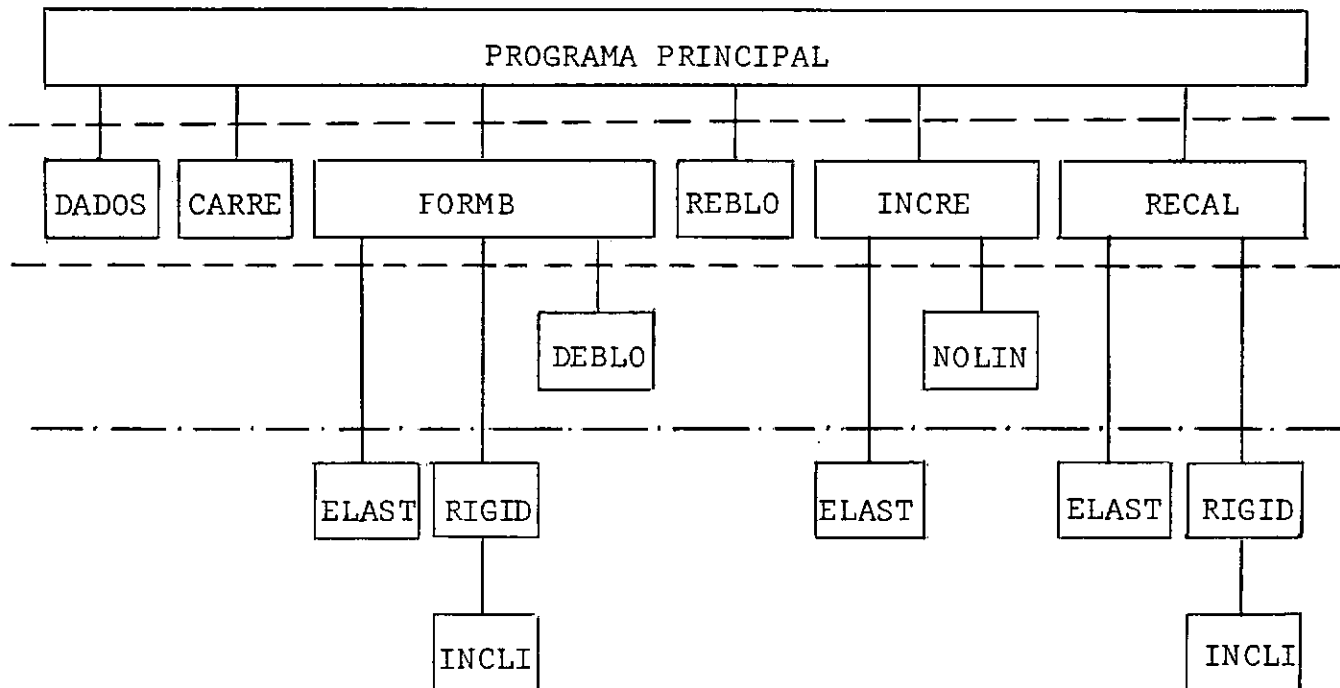 PROGRAMA PRINCIPAL
DADOS CARRE FORMB REBLO INCRE RECAL
DEBLO NOLIN
ELAST RIGID ELAST ELAST RIGID
INCLI INCLI